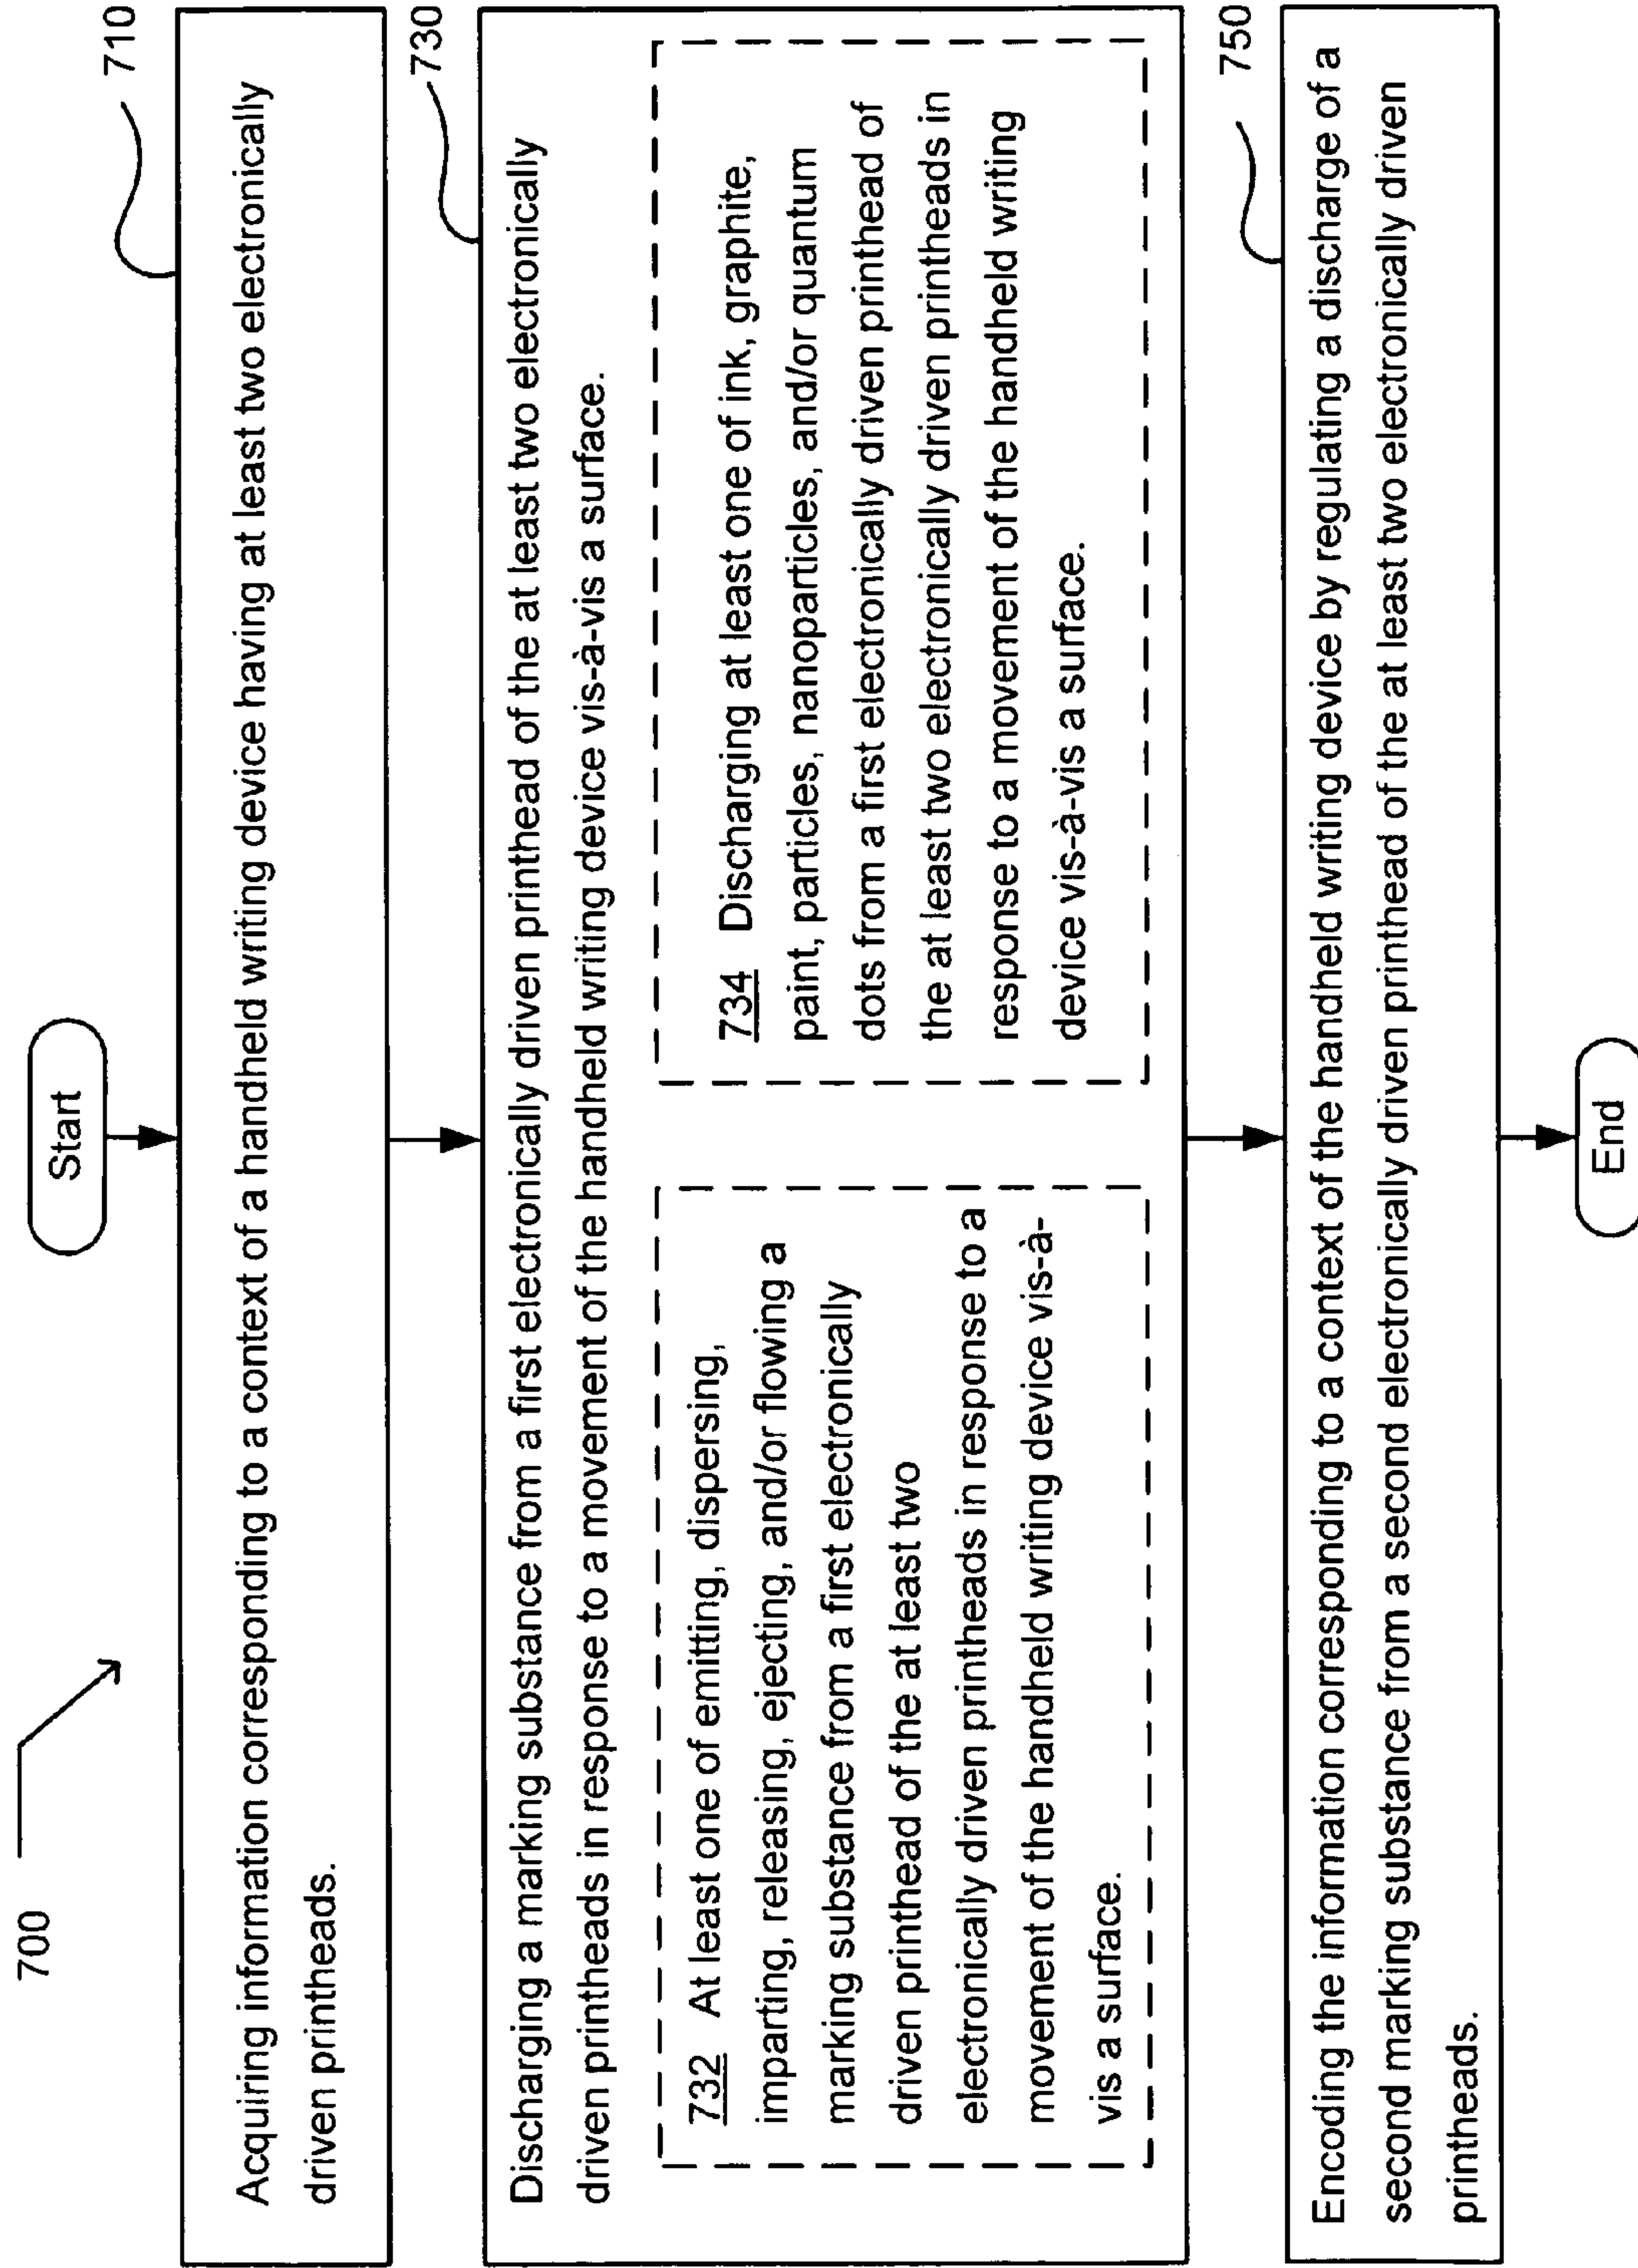 700
Start
710
Acquiring information corresponding to a context of a handheld writing device having at least two electronically
driven printheads.
730
Discharging a marking substance from a first electronically driven printhead of the at least two electronically
driven printheads in response to a movement of the handheld writing device vis-à-vis a surface.
732 At least one of emitting, dispersing,
imparting, releasing, ejecting, and/or flowing a
marking substance from a first electronically
driven printhead of the at least two
electronically driven printheads in response to a
movement of the handheld writing device vis-à-
vis a surface.
734 Discharging at least one of ink, graphite,
paint, particles, nanoparticles, and/or quantum
dots from a first electronically driven printhead of
the at least two electronically driven printheads in
response to a movement of the handheld writing
device vis-à-vis a surface.
750
Encoding the information corresponding to a context of the handheld writing device by regulating a discharge of a
second marking substance from a second electronically driven printhead of the at least two electronically driven
printheads.
End